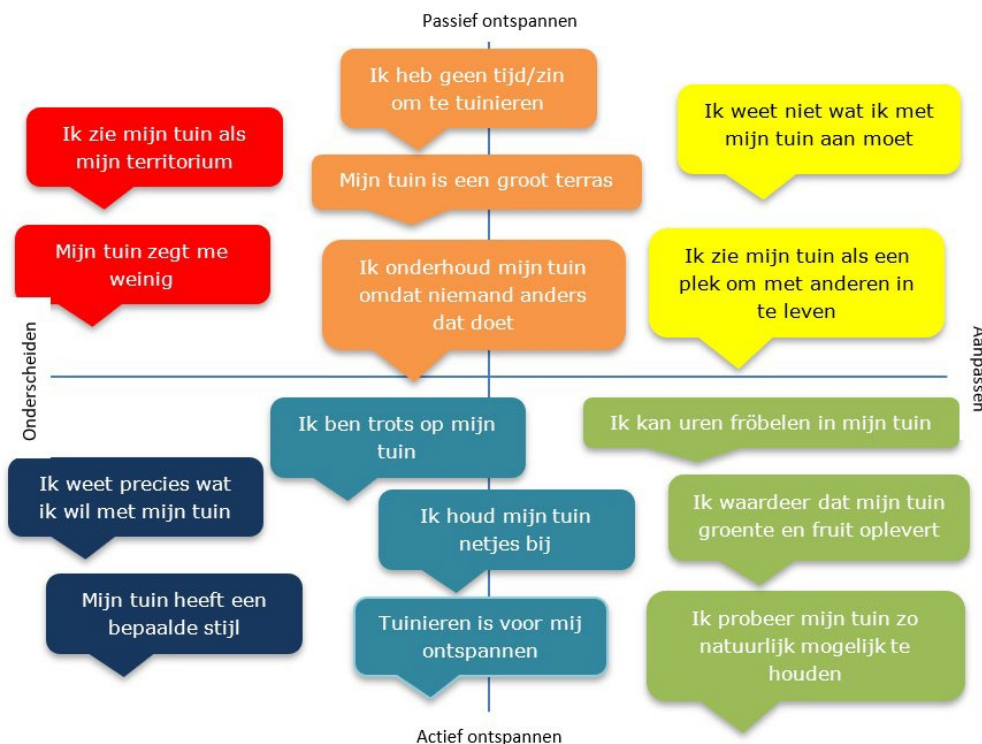 Passief ontspannen
Ik heb geen tijd/zin
om te tuinieren
Ik zie mijn tuin als
mijn territorium
Ik weet niet wat ik met
mijn tuin aan moet
Mijn tuin is een groot terras
Mijn tuin zegt me
weinig
Ik onderhoud mijn tuin
omdat niemand anders
dat doet
Ik zie mijn tuin als een
plek om met anderen in
te leven
Onderscheiden
Aanpassen
Ik ben trots op mijn
tuin
Ik kan uren fröbelen in mijn tuin
Ik weet precies wat
ik wil met mijn tuin
Ik houd mijn tuin
netjes bij
Ik waardeer dat mijn tuin
groente en fruit oplevert
Mijn tuin heeft een
bepaalde stijl
Tuinieren is voor mij
ontspannen
Ik probeer mijn tuin zo
natuurlijk mogelijk te
houden
Actief ontspannen